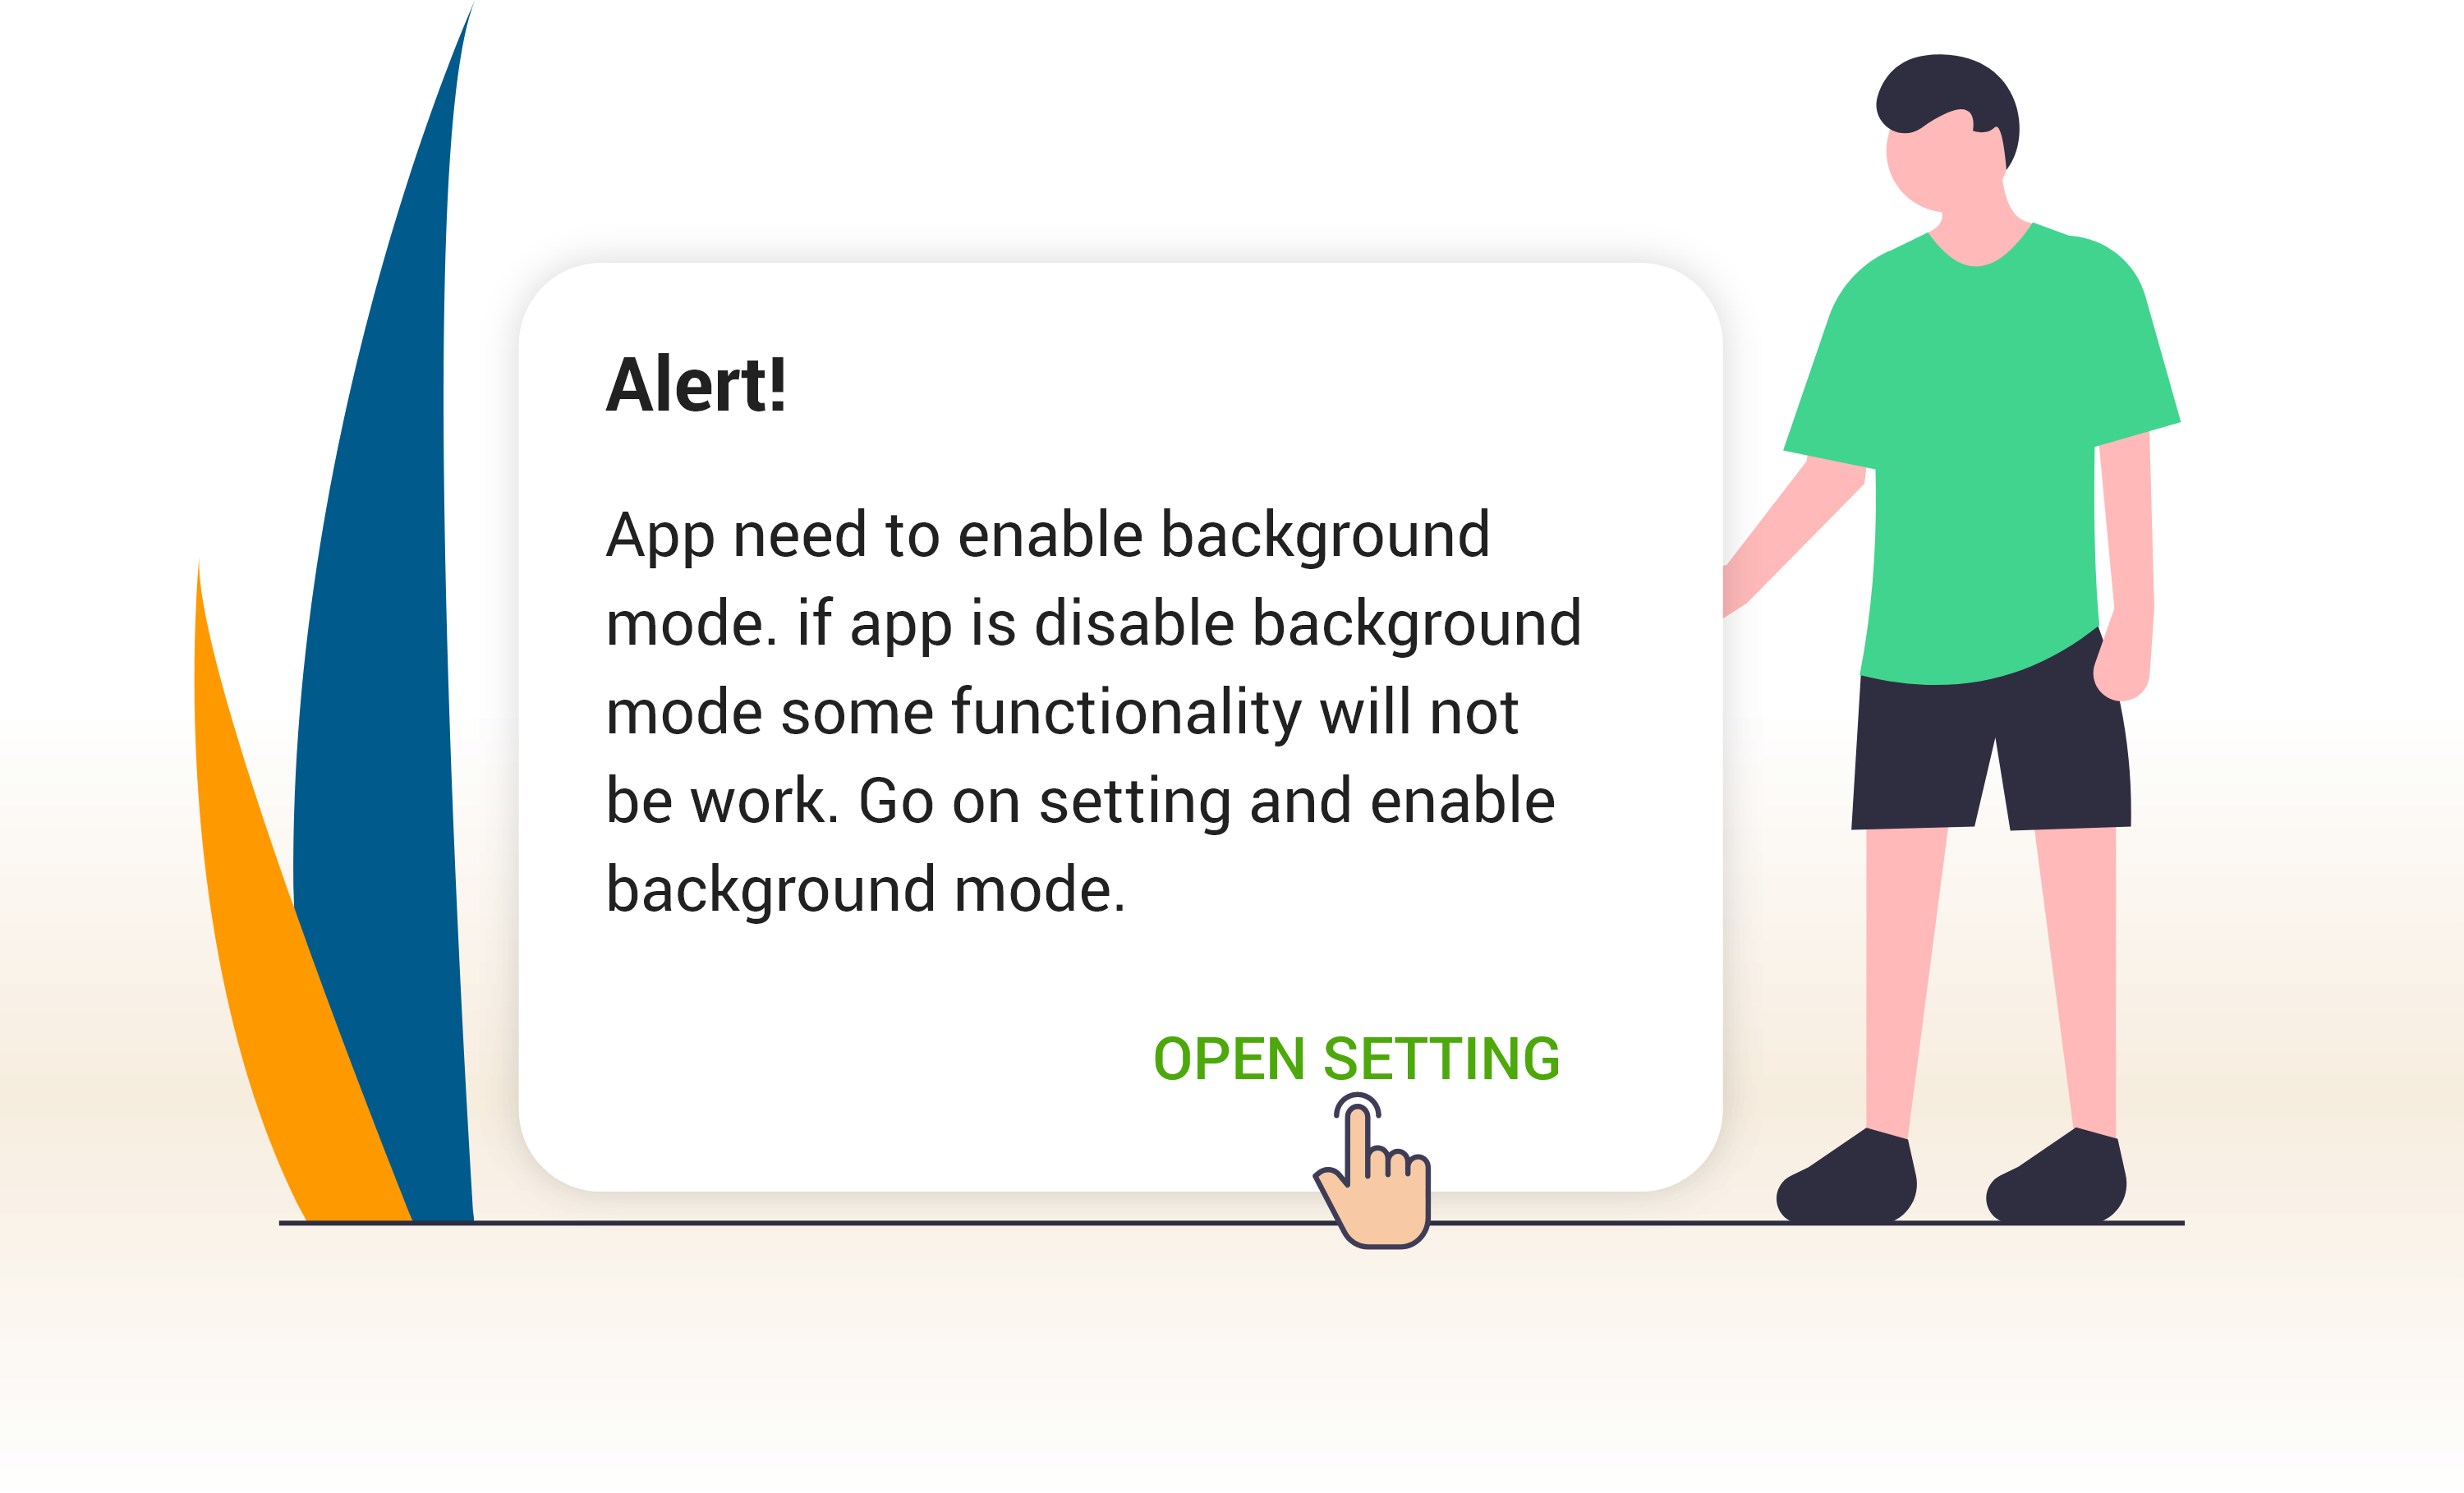 Alert!
App need to enable background
mode. if app is disable background
mode some functionality will not
be work. Go on setting and enable
background mode.
OPEN SETTING